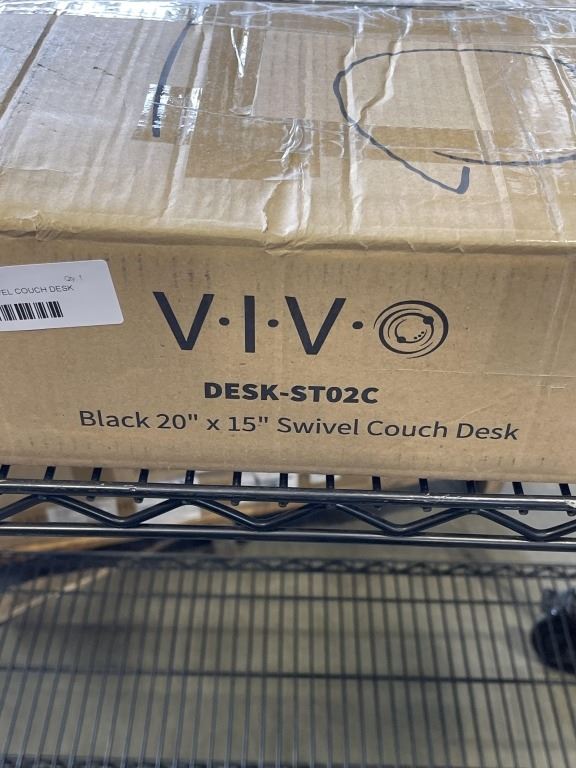 Qty. 1
VEL COUCH DESK
V·I·V·O
DESK-ST02C
Black 20" x 15" Swivel Couch Desk